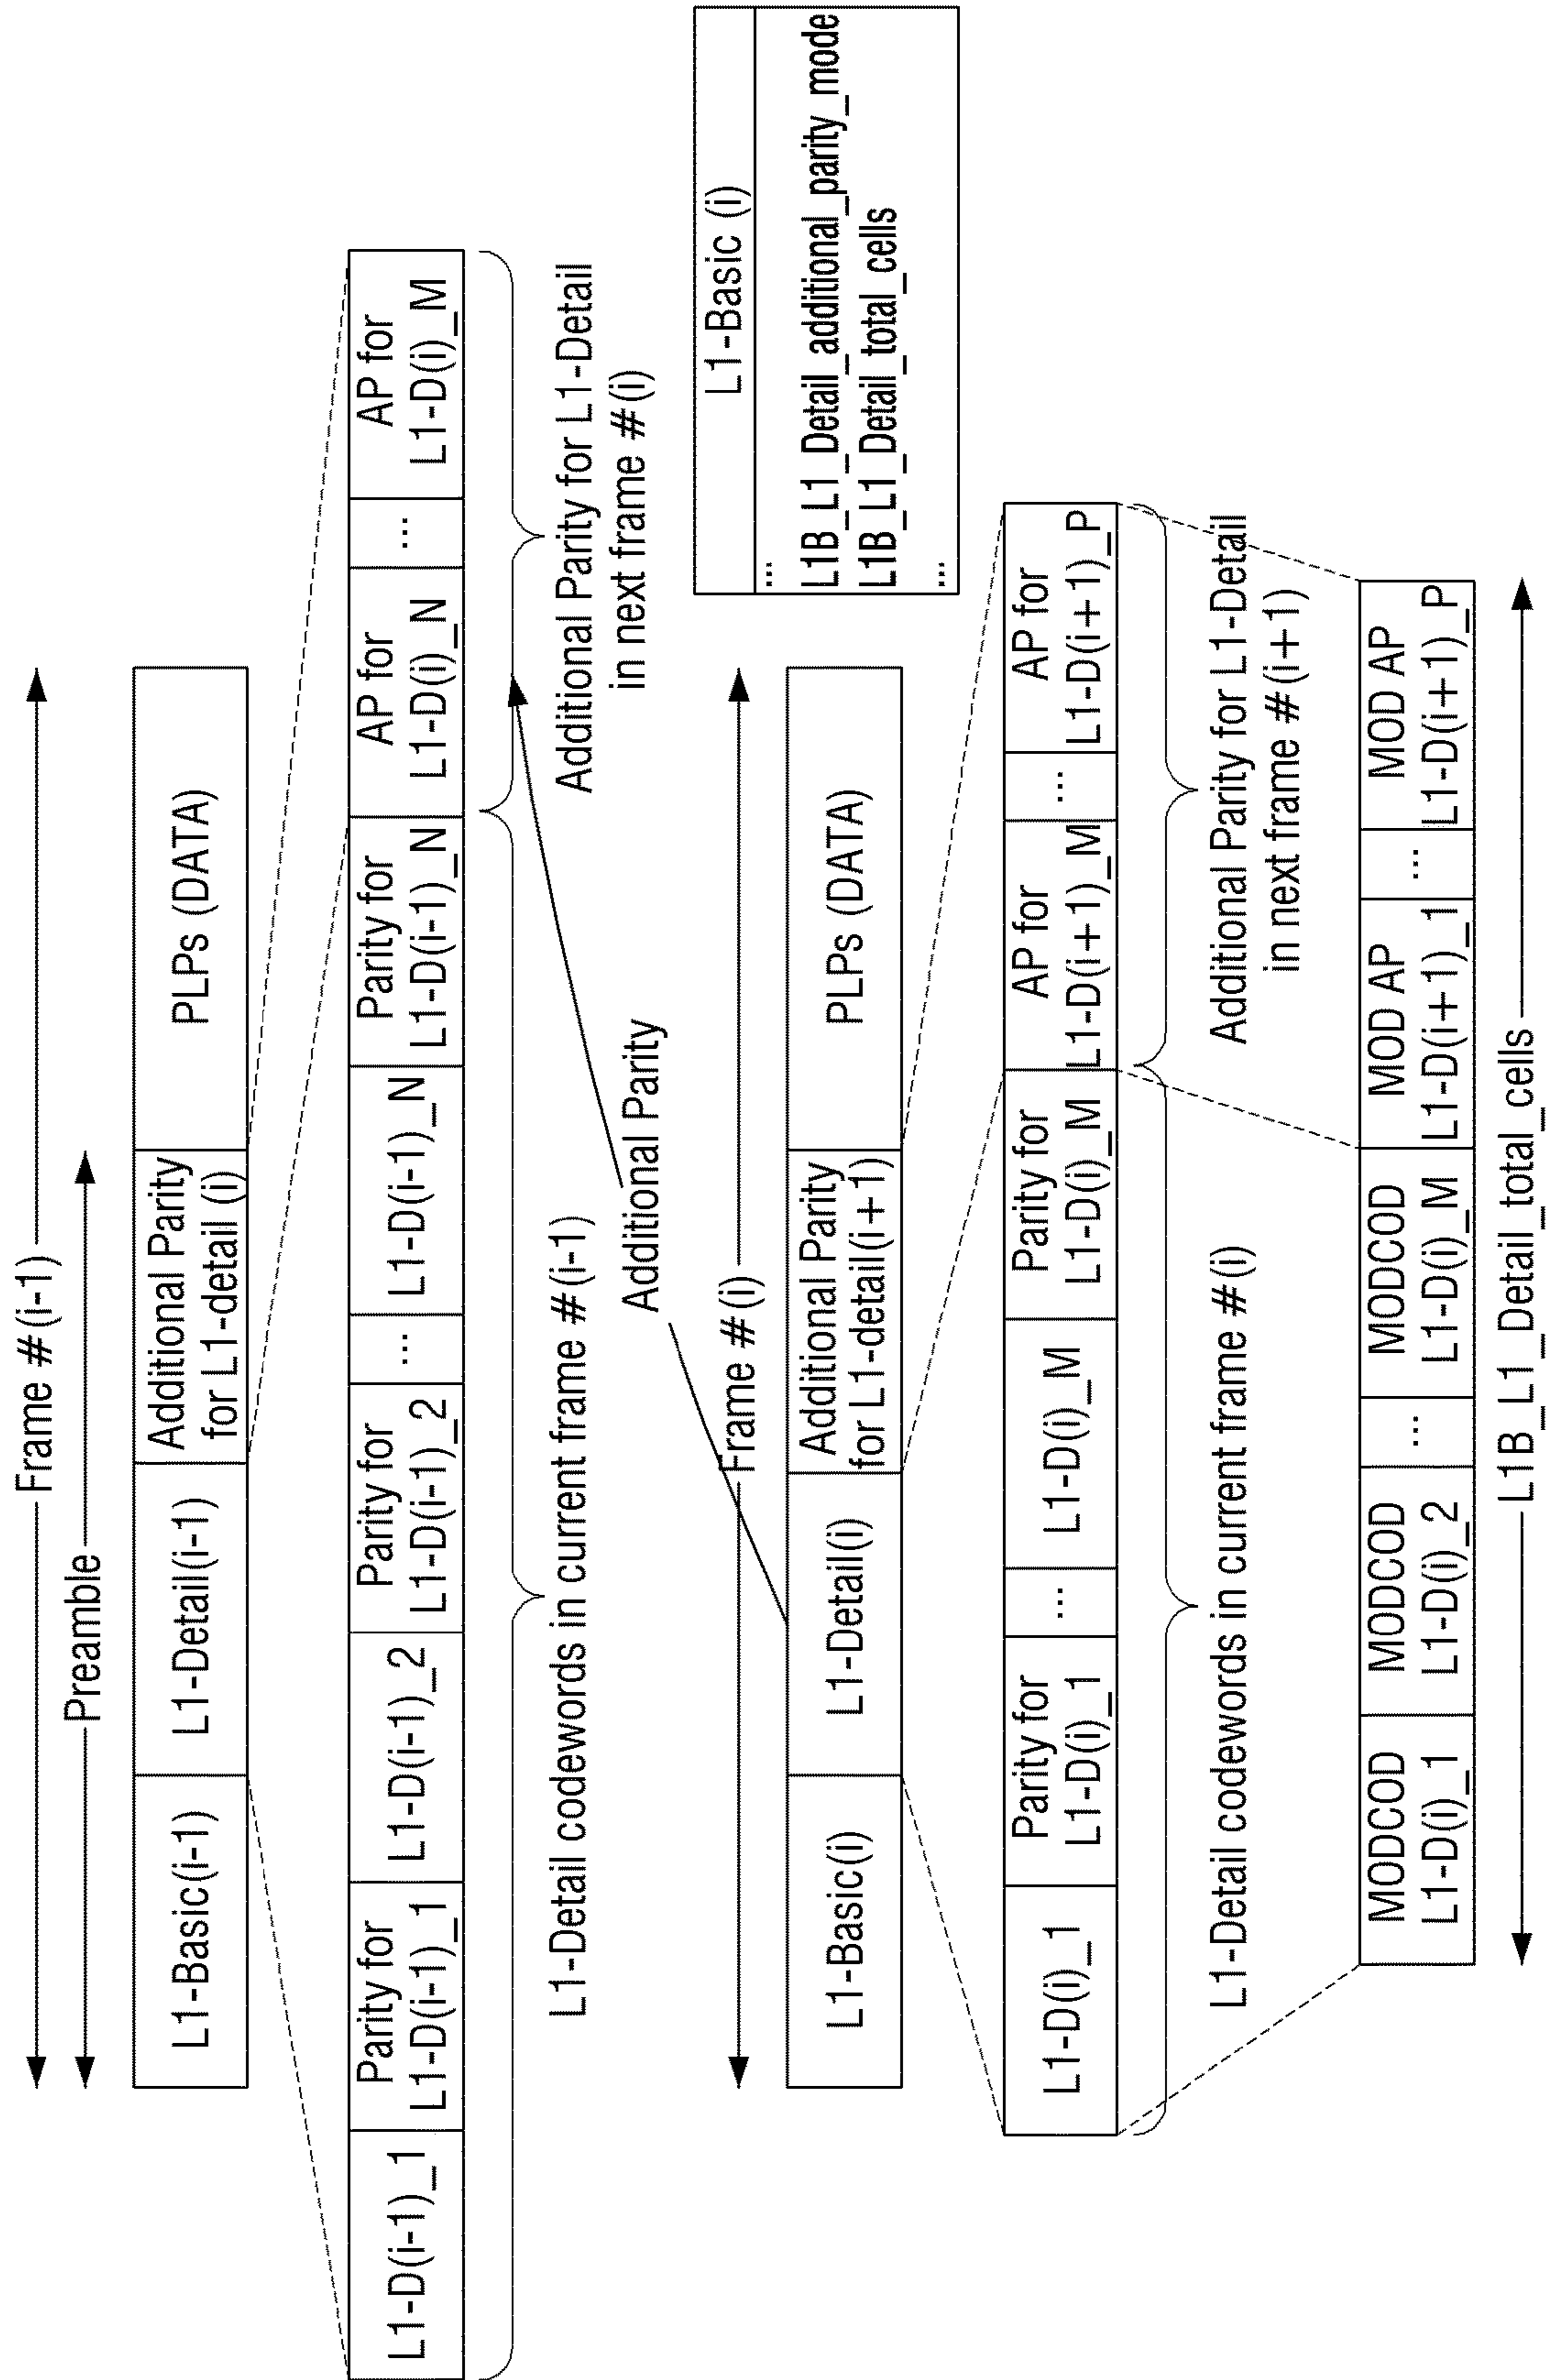 Frame #(i-1)
Preamble
L1-Basic(i-1)
L1-Detail(i-1)
Additional Parity
for L1-detail (i)
PLPs (DATA)
L1-D(i-1)_1
Parity for
L1-D(i-1)_1
L1-D(i-1)_2
Parity for
L1-D(i-1)_2
...
L1-D(i-1)_N
Parity for
L1-D(i-1)_N
AP for
L1-D(i)_N
...
AP for
L1-D(i)_M
L1-Detail codewords in current frame #(i-1)
Additional Parity for L1-Detail
in next frame #(i)
Additional Parity
L1-Basic (i)
...
L1B_L1_Detail_additional_parity_mode
L1B_L1_Detail_total_cells
...
Frame #(i)
L1-Basic(i)
L1-Detail(i)
Additional Parity
for L1-detail(i+1)
PLPs (DATA)
L1-D(i)_1
Parity for
L1-D(i)_1
...
L1-D(i)_M
Parity for
L1-D(i)_M
AP for
L1-D(i+1)_M
...
AP for
L1-D(i+1)_P
L1-Detail codewords in current frame #(i)
Additional Parity for L1-Detail
in next frame #(i+1)
MODCOD
L1-D(i)_1
MODCOD
L1-D(i)_2
...
MODCOD
L1-D(i)_M
MOD AP
L1-D(i+1)_1
...
MOD AP
L1-D(i+1)_P
L1B_L1_Detail_total_cells